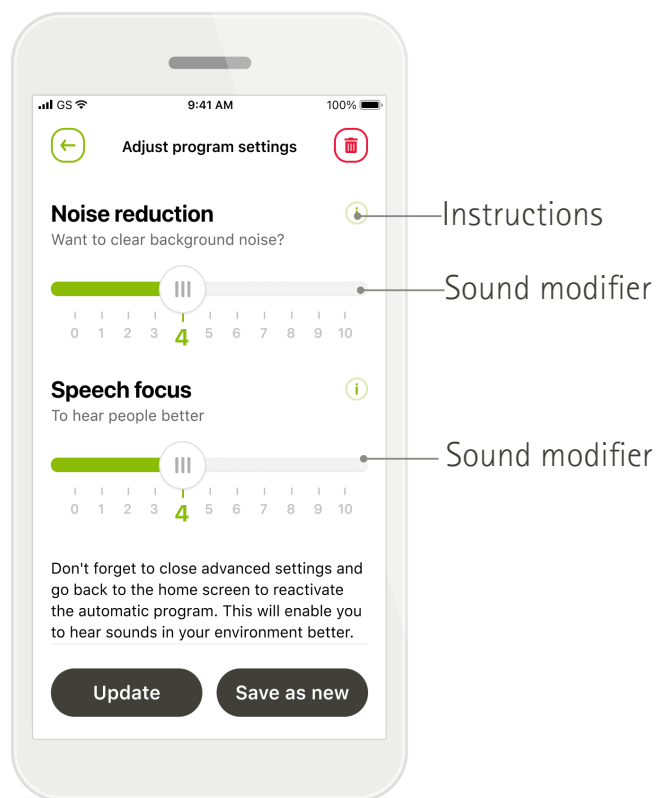 GS 9:41 AM 100%
Adjust program settings
Noise reduction
Instructions
Want to clear background noise?
Sound modifier
0 1 2 3 4 5 6 7 8 9 10
Speech focus
To hear people better
Sound modifier
0 1 2 3 4 5 6 7 8 9 10
Don't forget to close advanced settings and
go back to the home screen to reactivate
the automatic program. This will enable you
to hear sounds in your environment better.
Update Save as new